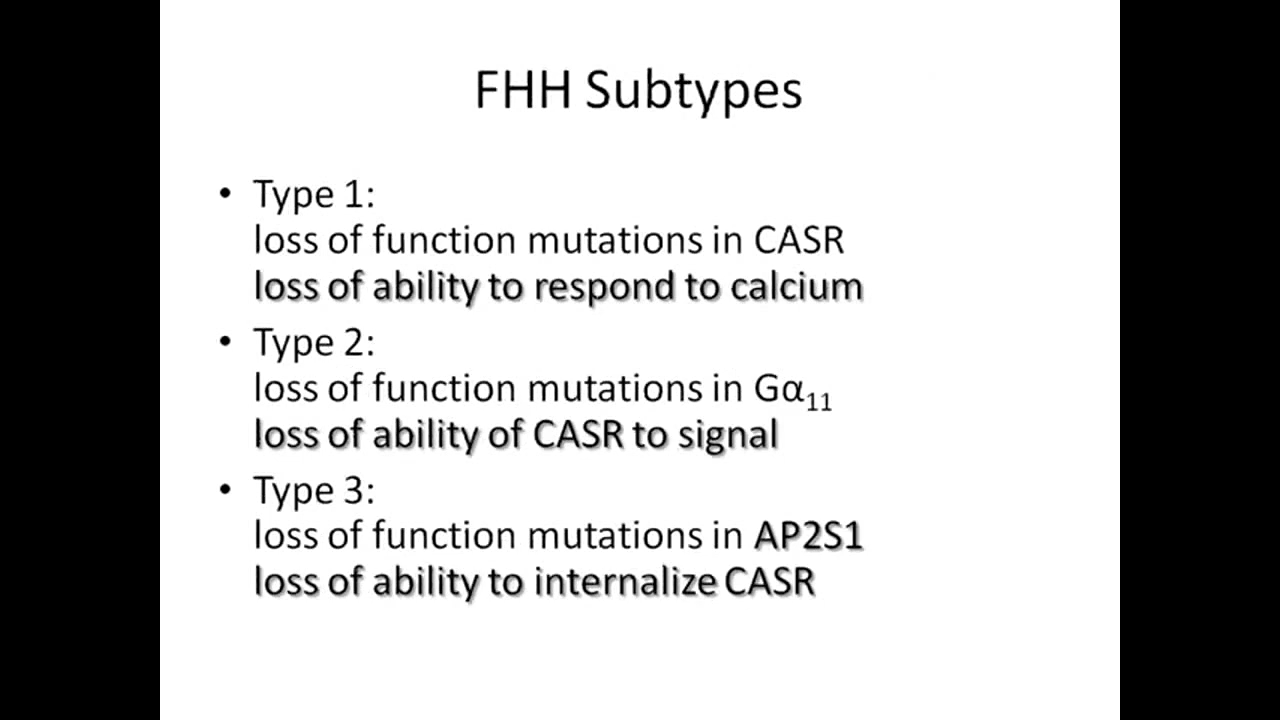 FHH Subtypes
• Type 1:
loss of function mutations in CASR
loss of ability to respond to calcium
• Type 2:
loss of function mutations in Gα₁₁
loss of ability of CASR to signal
• Type 3:
loss of function mutations in AP2S1
loss of ability to internalize CASR